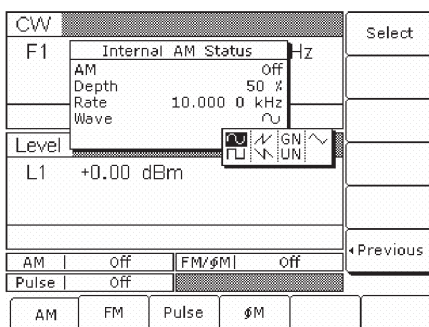 CW
Select
F1
Hz
Internal AM Status
AM Off
Depth 50 %
Rate 10.000 0 kHz
Wave
GN
UN
Level
L1 +0.00 dBm
Previous
AM Off FM/ϕM Off
Pulse Off
AM FM Pulse ϕM